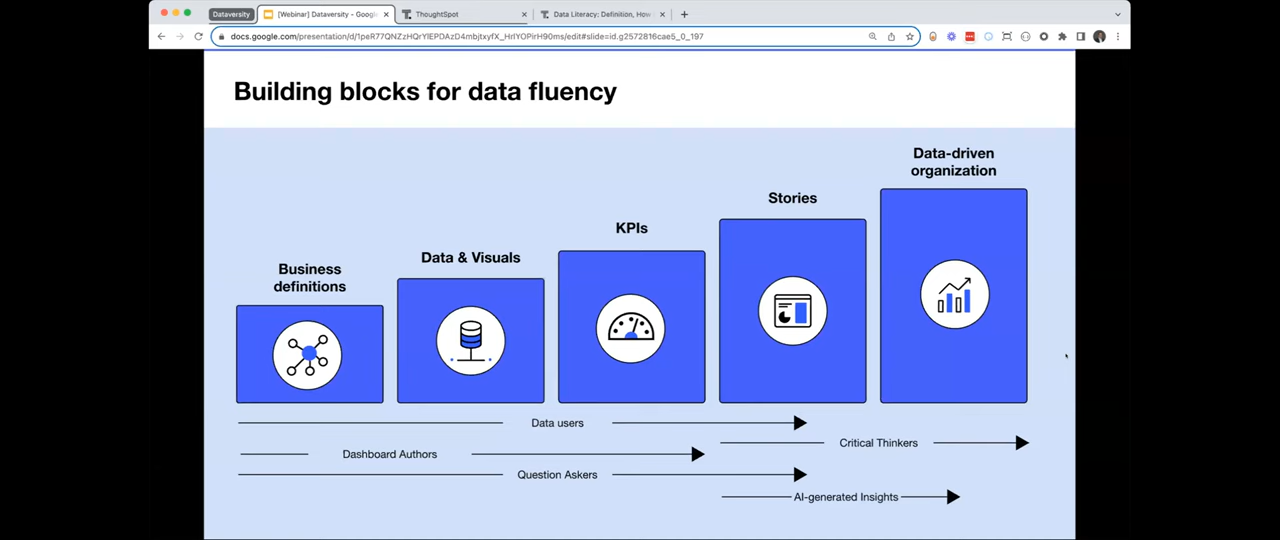 Dataversity
[Webinar] Dataversity - Google
ThoughtSpot
Data Literacy: Definition, How
docs.google.com/presentation/d/1peR77QNZzHQrYlEPDAzD4mbjtxyfX_HrlYOPirH90ms/edit#slide=id.g2572816cae5_0_197
Building blocks for data fluency
Data-driven
organization
Stories
KPIs
Data & Visuals
Business
definitions
Data users
Critical Thinkers
Dashboard Authors
Question Askers
AI-generated Insights